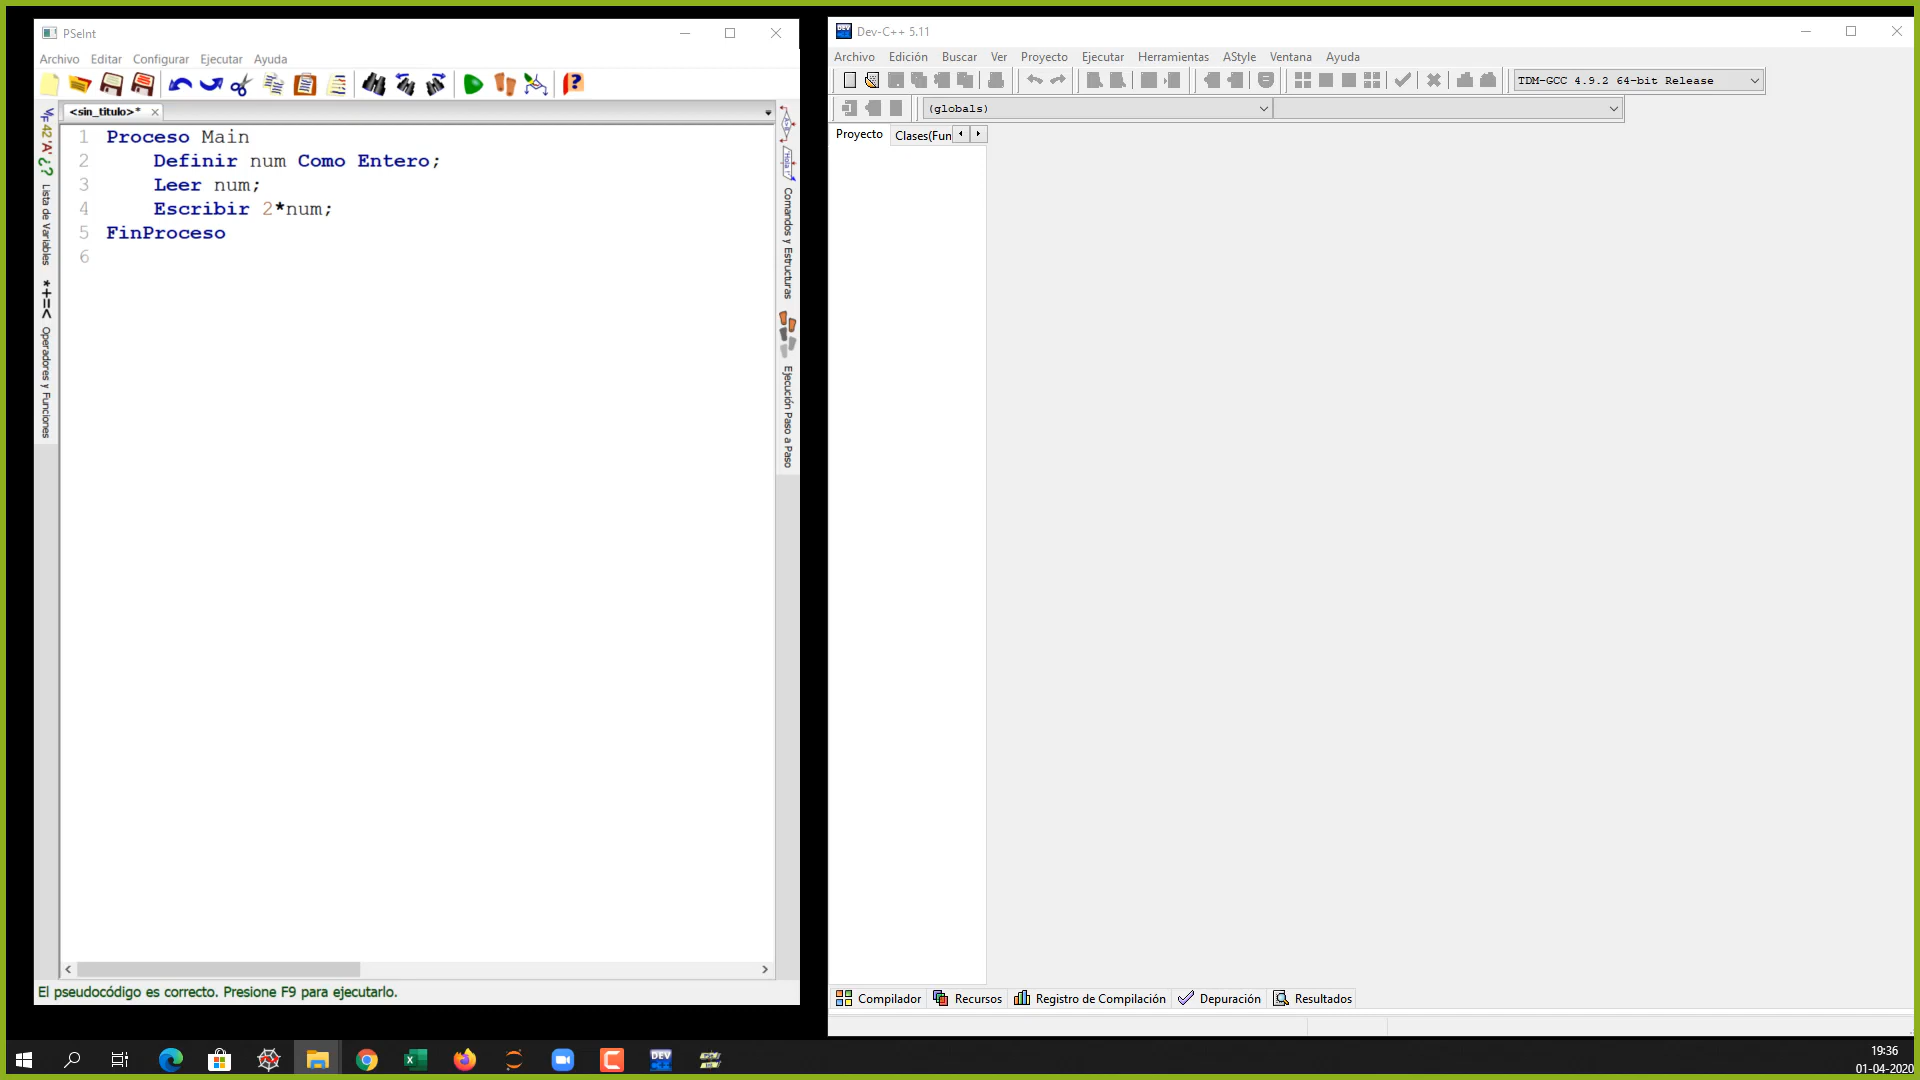 PSeInt
Archivo Editar Configurar Ejecutar Ayuda
<sin_titulo>*
1 Proceso Main
2 Definir num Como Entero;
3 Leer num;
4 Escribir 2*num;
5 FinProceso
6
Lista de Variables
*+=< Operadores y Funciones
Comandos y Estructuras
Ejecución Paso a Paso
El pseudocódigo es correcto. Presione F9 para ejecutarlo.
Dev-C++ 5.11
Archivo Edición Buscar Ver Proyecto Ejecutar Herramientas AStyle Ventana Ayuda
TDM-GCC 4.9.2 64-bit Release
(globals)
Proyecto Clases(Fun
Compilador Recursos Registro de Compilación Depuración Resultados
DEV
19:36
01-04-2020